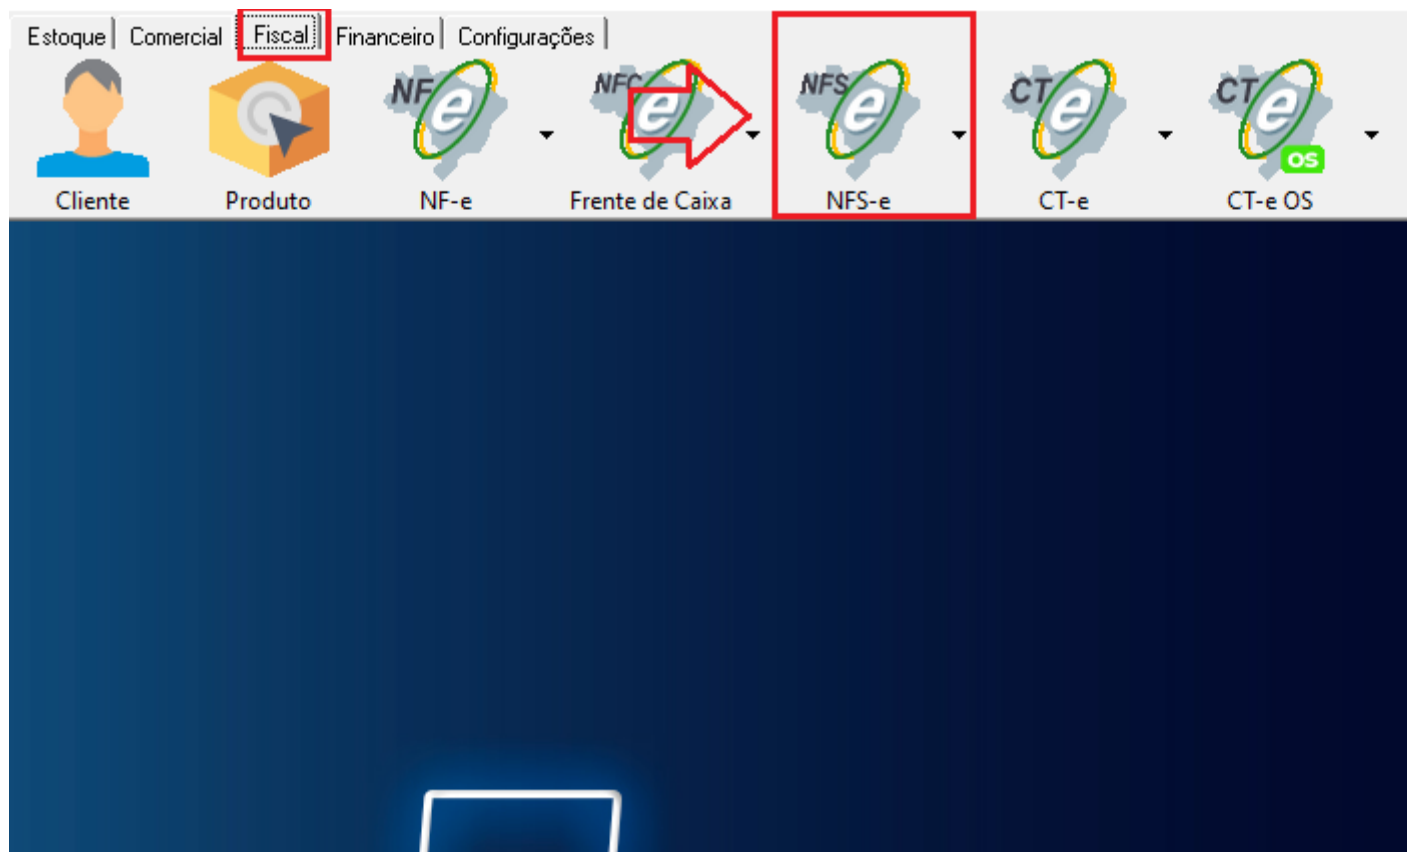 Estoque Comercial Fiscal Financeiro Configurações
NF e NFC e NFS e CT e CT e
OS
Cliente Produto NF-e Frente de Caixa NFS-e CT-e CT-e OS